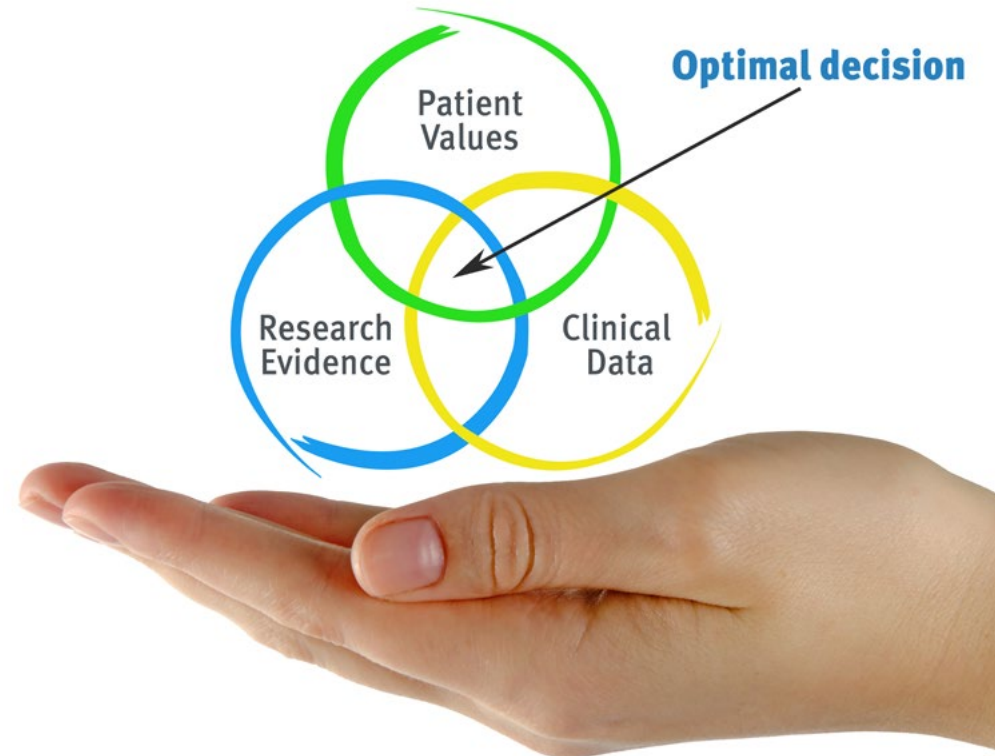 Optimal decision
Patient
Values
Research
Evidence
Clinical
Data